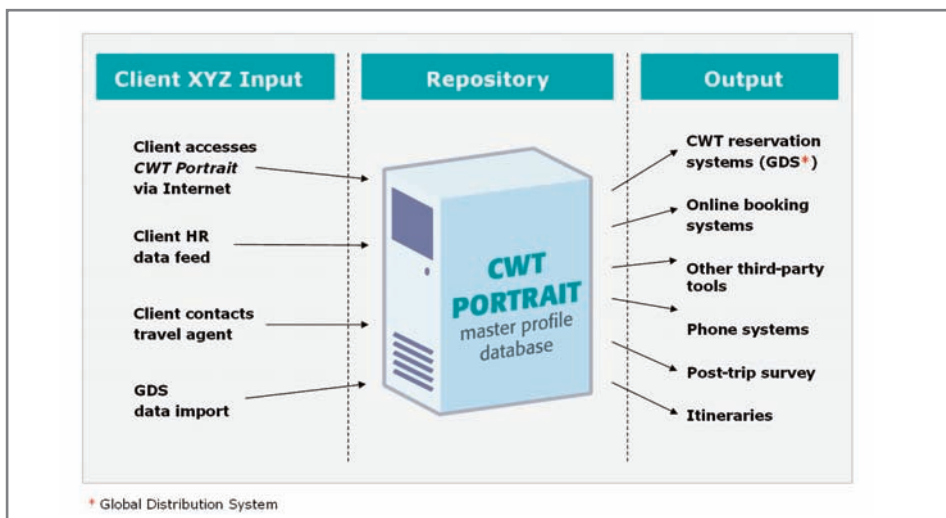 Client XYZ Input
Client accesses
CWT Portrait
via Internet
Client HR
data feed
Client contacts
travel agent
GDS
data import
Repository
CWT
PORTRAIT
master profile
database
Output
CWT reservation
systems (GDS*)
Online booking
systems
Other third-party
tools
Phone systems
Post-trip survey
Itineraries
* Global Distribution System